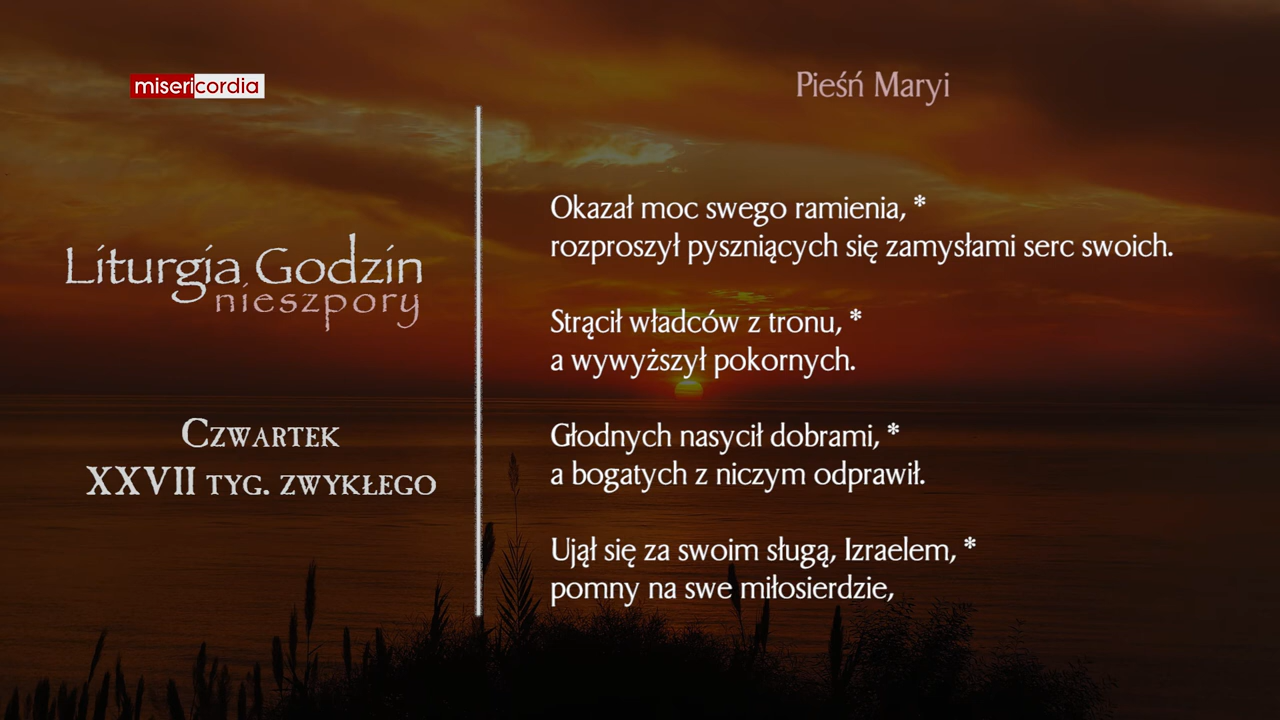 misericordia
Liturgia Godzin
nieszpory
Czwartek
XXVII tyg. zwykłego
Pieśń Maryi
Okazał moc swego ramienia, *
rozproszył pyszniących się zamysłami serc swoich.
Strącił władców z tronu, *
a wywyższył pokornych.
Głodnych nasycił dobrami, *
a bogatych z niczym odprawił.
Ujął się za swoim sługą, Izraelem, *
pomny na swe miłosierdzie,